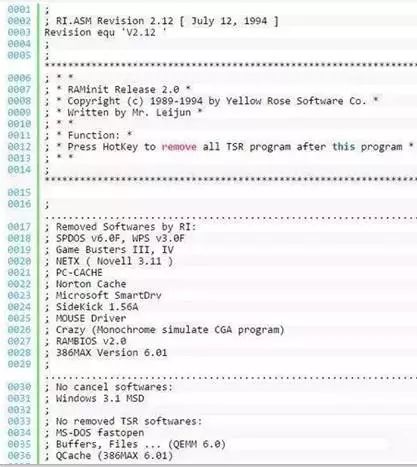 0001 ;
0002 ; RI.ASM Revision 2.12 [ July 12, 1994 ]
0003 Revision equ 'V2.12 '
0004 ;
0005 ;
****************************************************************
0006 ; * *
0007 ; * RAMinit Release 2.0 *
0008 ; * Copyright (c) 1989-1994 by Yellow Rose Software Co. *
0009 ; * Written by Mr. Leijun *
0010 ; * *
0011 ; * Function: *
0012 ; * Press HotKey to remove all TSR program after this program *
0013 ; * *
0014 ;
****************************************************************
0015
0016 ;
................................................................
0017 ; Removed Softwares by RI:
0018 ; SPDOS v6.0F, WPS v3.0F
0019 ; Game Busters III, IV
0020 ; NETX ( Novell 3.11 )
0021 ; PC-CACHE
0022 ; Norton Cache
0023 ; Microsoft SmartDrv
0024 ; SideKick 1.56A
0025 ; MOUSE Driver
0026 ; Crazy (Monochrome simulate CGA program)
0027 ; RAMBIOS v2.0
0028 ; 386MAX Version 6.01
0029 ;
................................................................
0030 ; No cancel softwares:
0031 ; Windows 3.1 MSD
0032 ;
0033 ; No removed TSR softwares:
0034 ; MS-DOS fastopen
0035 ; Buffers, Files ... (QEMM 6.0)
0036 ; QCache (386MAX 6.01)